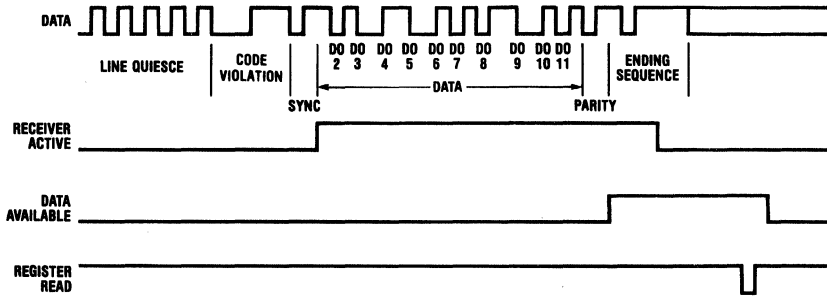 DATA
LINE QUIESCE
CODE
VIOLATION
SYNC
DO DO DO DO DO DO DO DO DO DO
2 3 4 5 6 7 8 9 10 11
DATA
PARITY
ENDING
SEQUENCE
RECEIVER
ACTIVE
DATA
AVAILABLE
REGISTER
READ